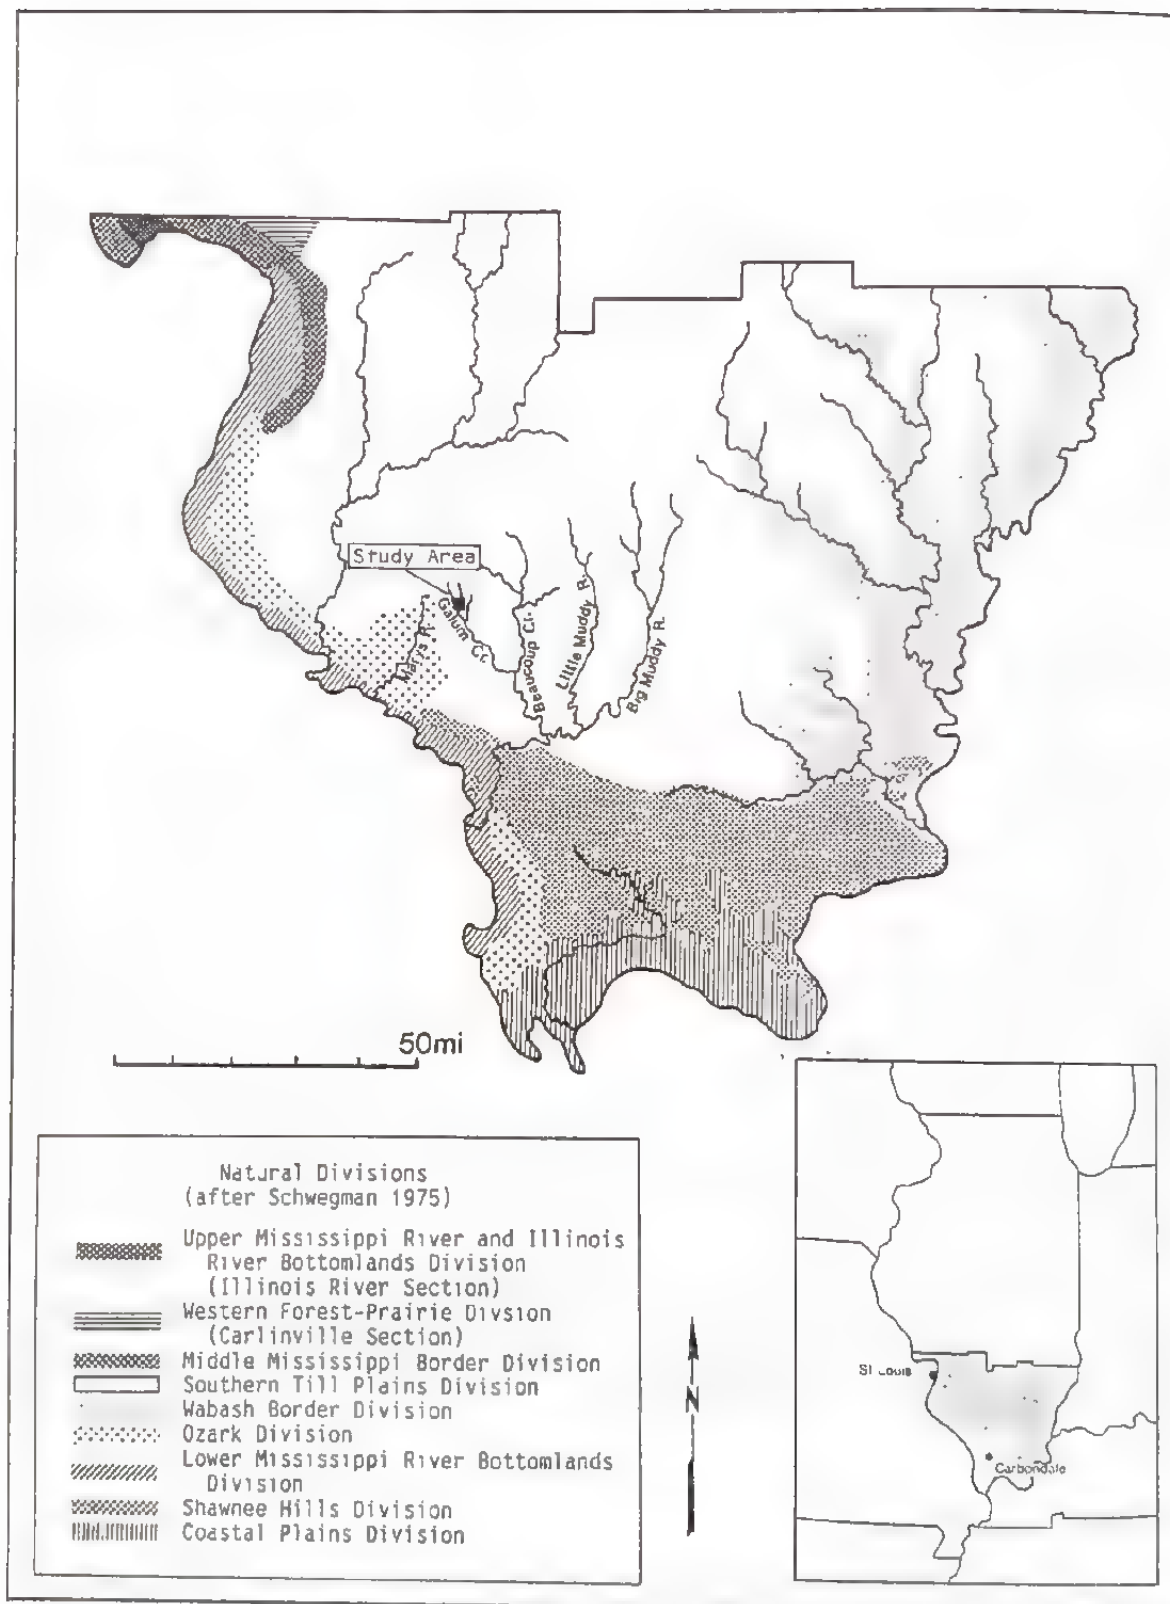 Study Area
Marys R.
Galum Cr.
Beaucoup Cr.
Little Muddy R.
Big Muddy R.
50mi
Natural Divisions
(after Schwegman 1975)
Upper Mississippi River and Illinois
River Bottomlands Division
(Illinois River Section)
Western Forest-Prairie Divsion
(Carlinville Section)
Middle Mississippi Border Division
Southern Till Plains Division
Wabash Border Division
Ozark Division
Lower Mississippi River Bottomlands
Division
Shawnee Hills Division
Coastal Plains Division
N
St Louis
Carbondale